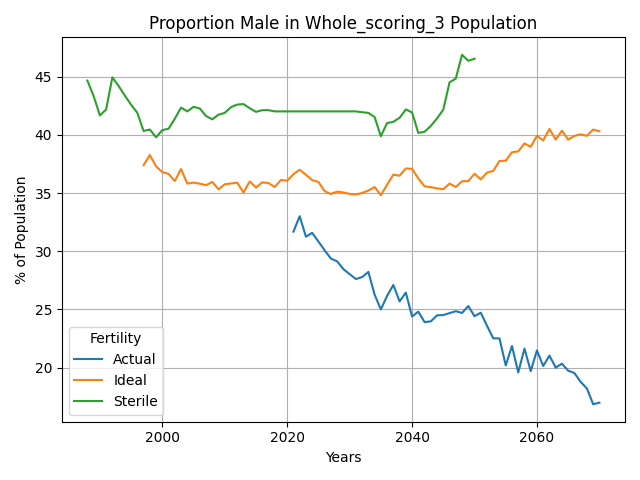 Proportion Male in Whole_scoring_3 Population
% of Population
45
40
35
30
25
20
Fertility
Actual
Ideal
Sterile
2000
2020
2040
2060
Years